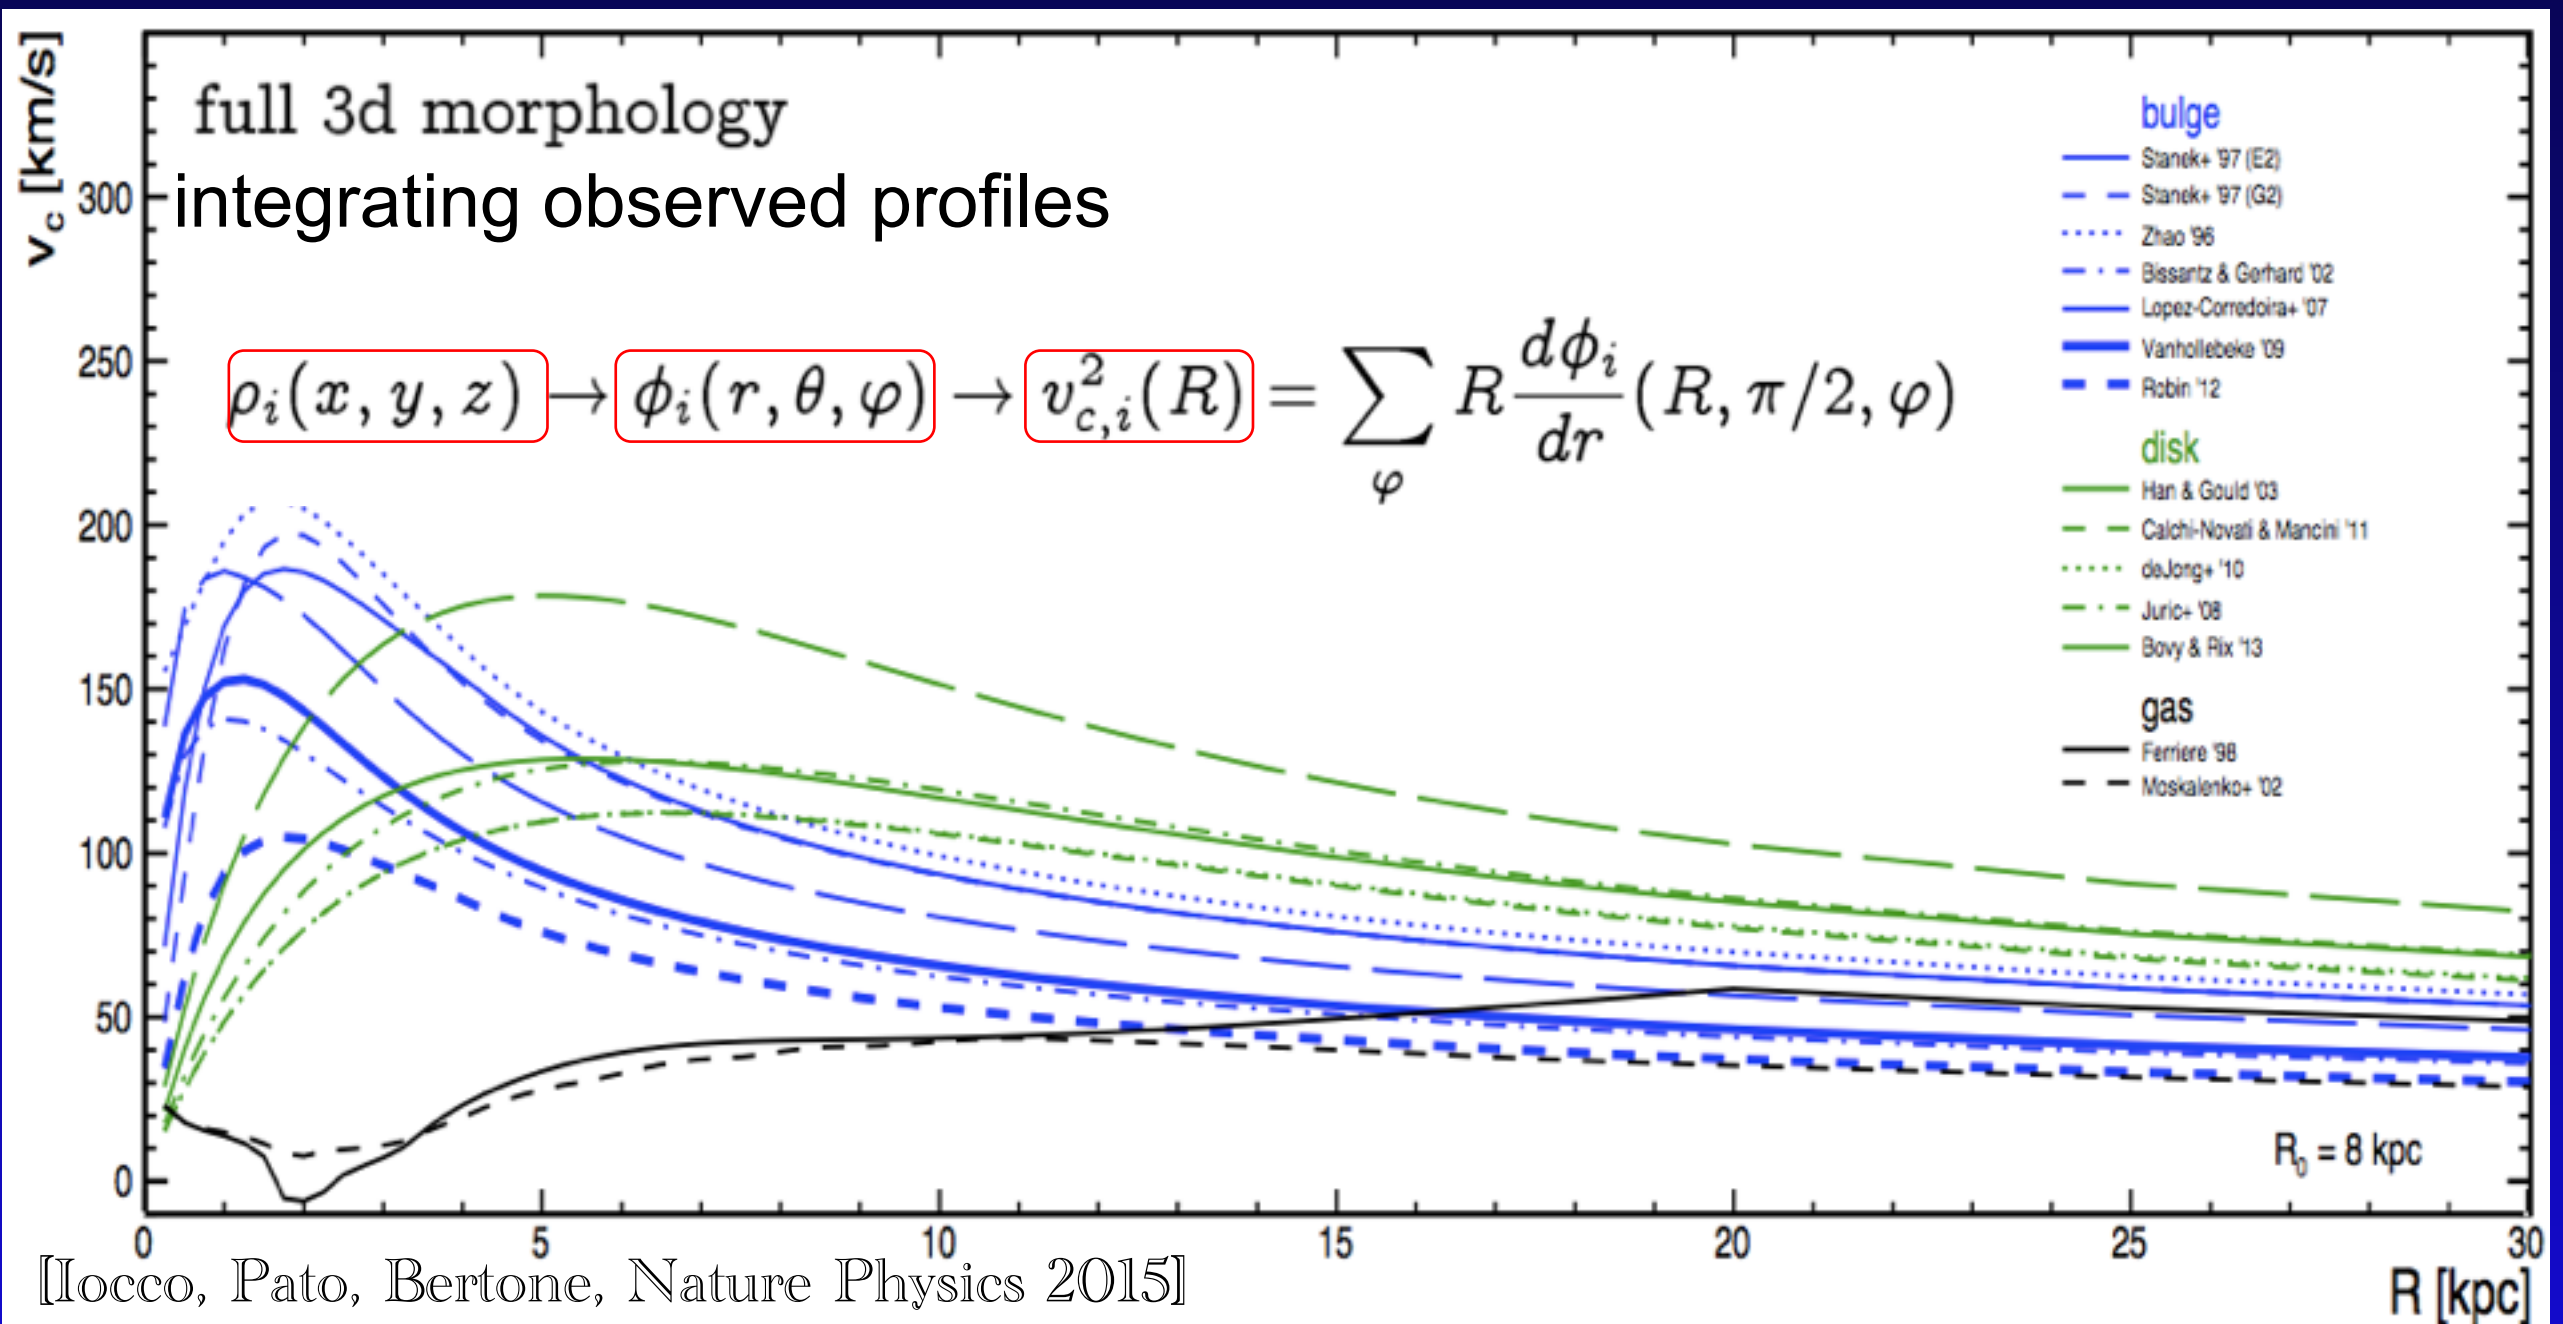 v_c [km/s]
full 3d morphology
integrating observed profiles
ρ_i(x, y, z) → ϕ_i(r, θ, φ) → v²_{c,i}(R) = ∑_φ R dϕ_i/dr (R, π/2, φ)
300
250
200
150
100
50
0
bulge
Stanek+ '97 (E2)
Stanek+ '97 (G2)
Zhao '96
Bissantz & Gerhard '02
Lopez-Corredoira+ '07
Vanhollebeke '09
Robin '12
disk
Han & Gould '03
Calchi-Novati & Mancini '11
deJong+ '10
Juric+ '08
Bovy & Rix '13
gas
Ferriere '98
Moskalenko+ '02
R_0 = 8 kpc
0 5 10 15 20 25 30
R [kpc]
[Iocco, Pato, Bertone, Nature Physics 2015]